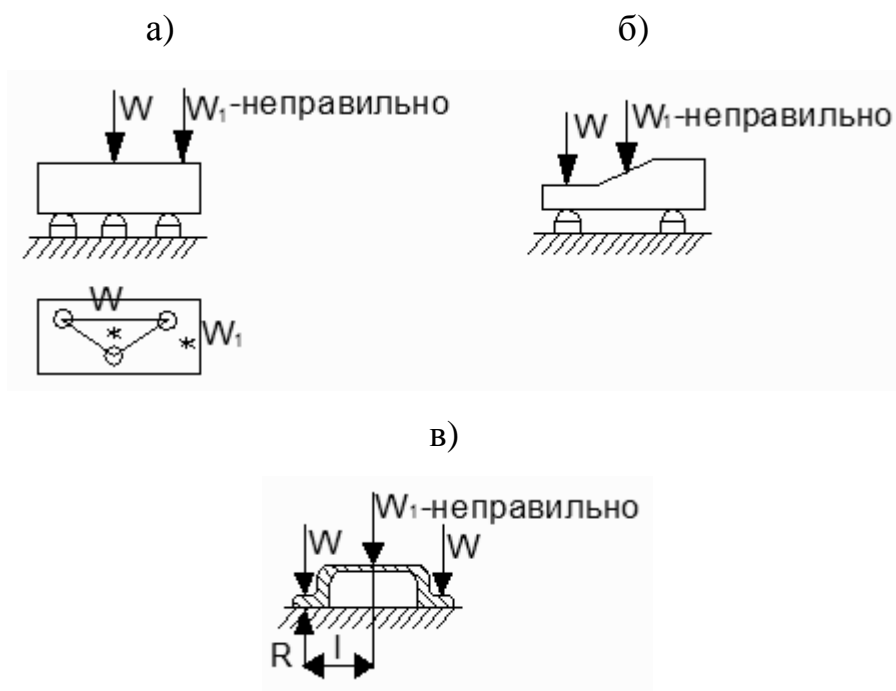 а) б)
W W₁-неправильно
W W₁-неправильно
W
W₁
в)
W₁-неправильно
W W
R l